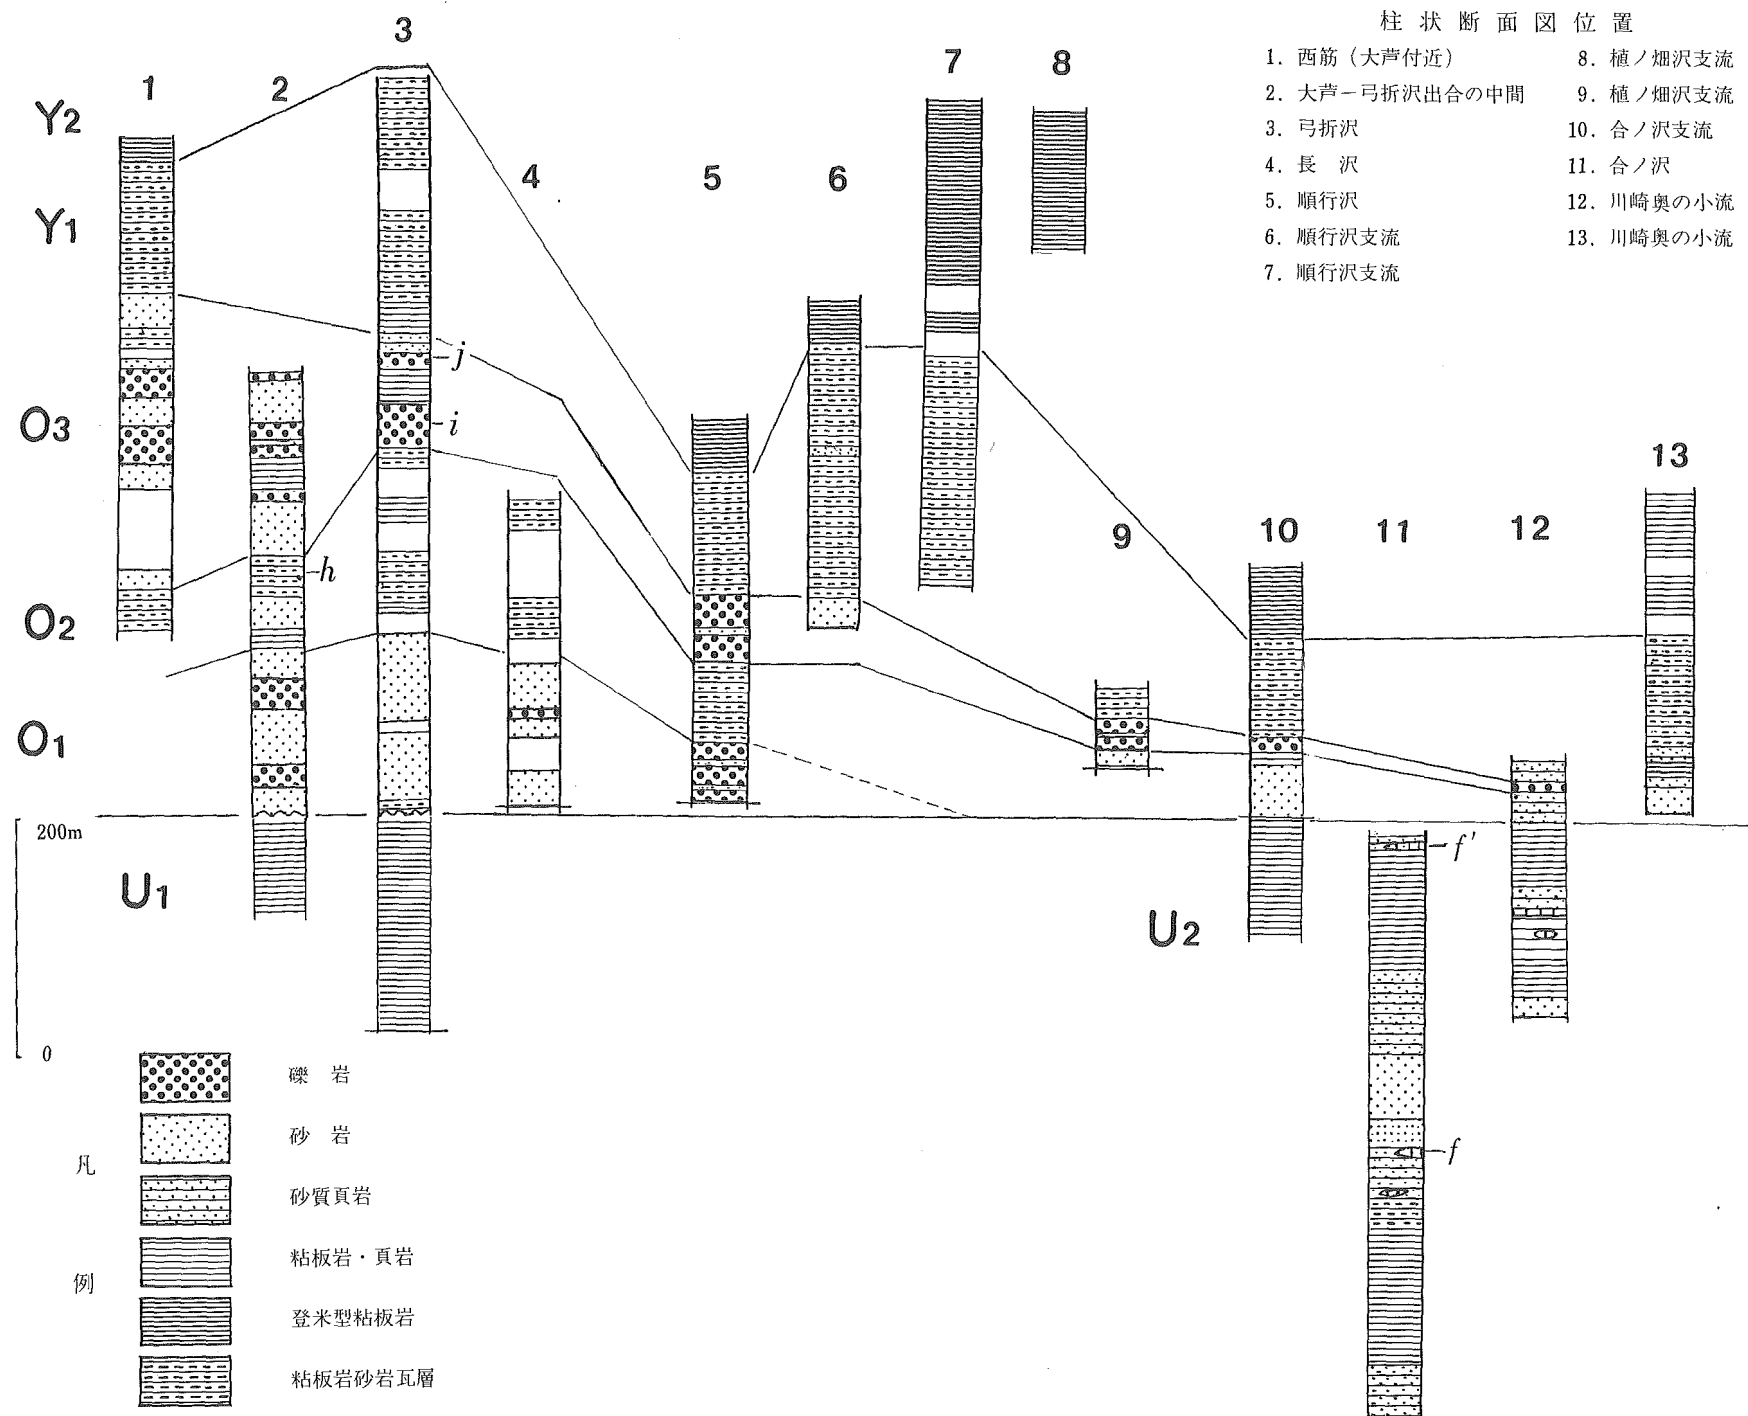 柱状断面図位置
1. 西筋（大芦付近）
2. 大芦－弓折沢出合の中間
3. 弓折沢
4. 長 沢
5. 順行沢
6. 順行沢支流
7. 順行沢支流
8. 植ノ畑沢支流
9. 植ノ畑沢支流
10. 合ノ沢支流
11. 合ノ沢
12. 川崎奥の小流
13. 川崎奥の小流
1
2
3
4
5
6
7
8
9
10
11
12
13
Y2
Y1
O3
O2
O1
U1
U2
j
i
h
f'
f
200m
0
凡
例
礫 岩
砂 岩
砂質頁岩
粘板岩・頁岩
登米型粘板岩
粘板岩砂岩瓦層